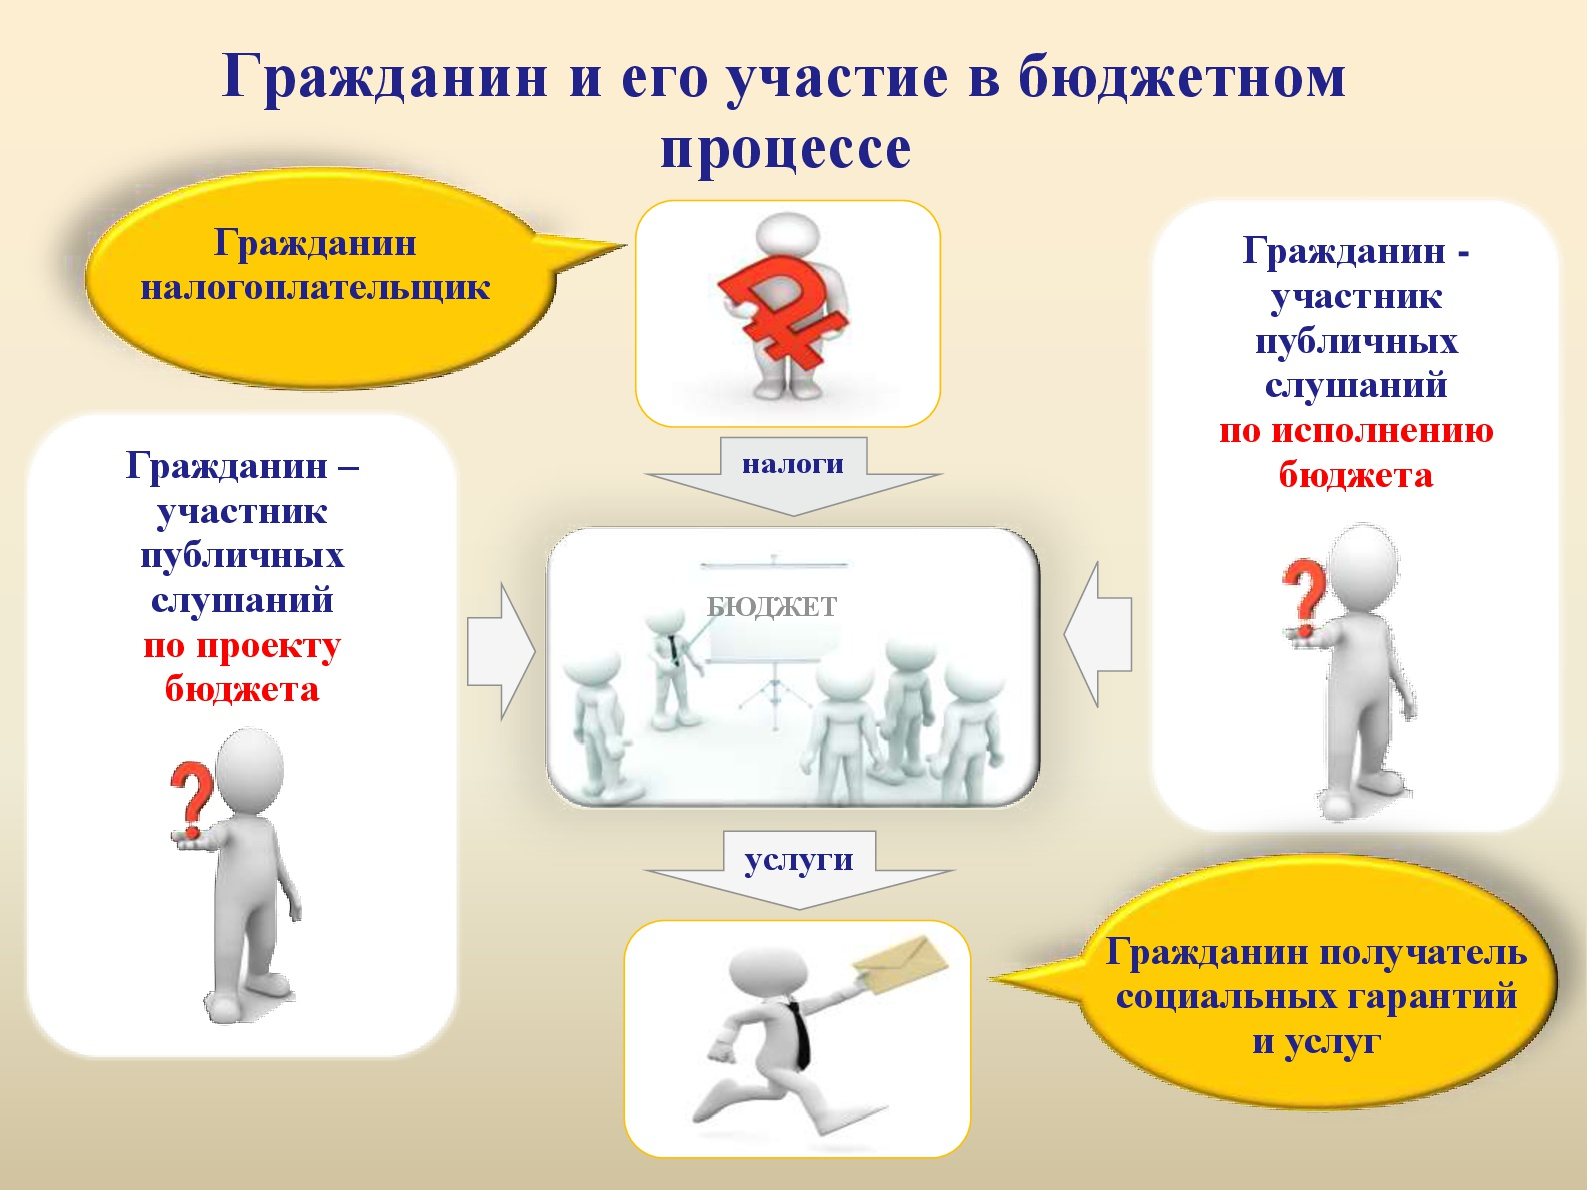 Гражданин и его участие в бюджетном
процессе
Гражданин
налогоплательщик
Гражданин -
участник
публичных
слушаний
по исполнению
бюджета
налоги
Гражданин –
участник
публичных
слушаний
по проекту
бюджета
БЮДЖЕТ
услуги
Гражданин получатель
социальных гарантий
и услуг